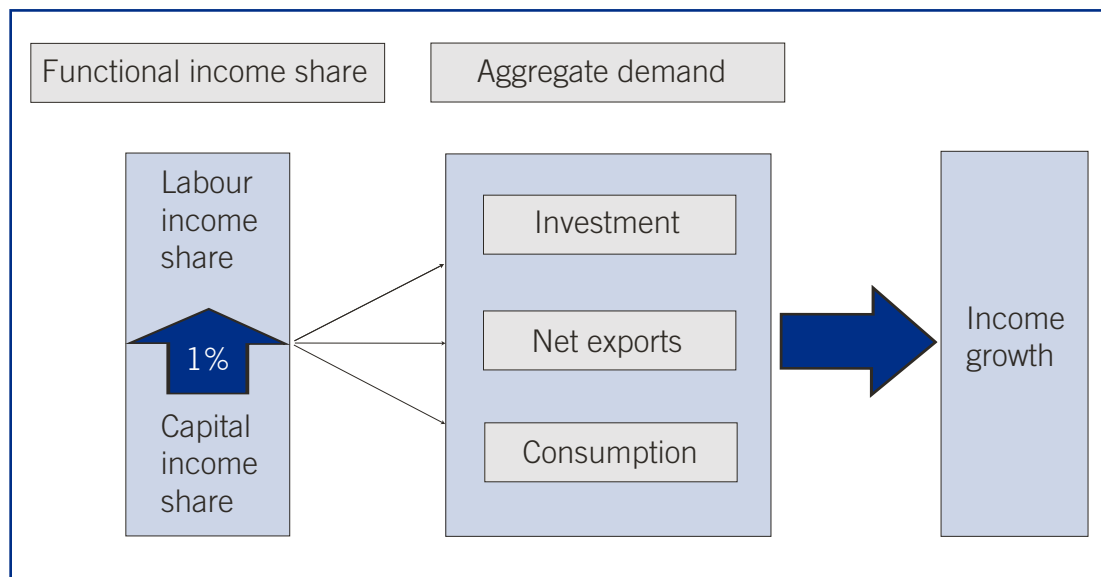 Functional income share
Aggregate demand
Labour
income
share
1%
Capital
income
share
Investment
Net exports
Consumption
Income
growth